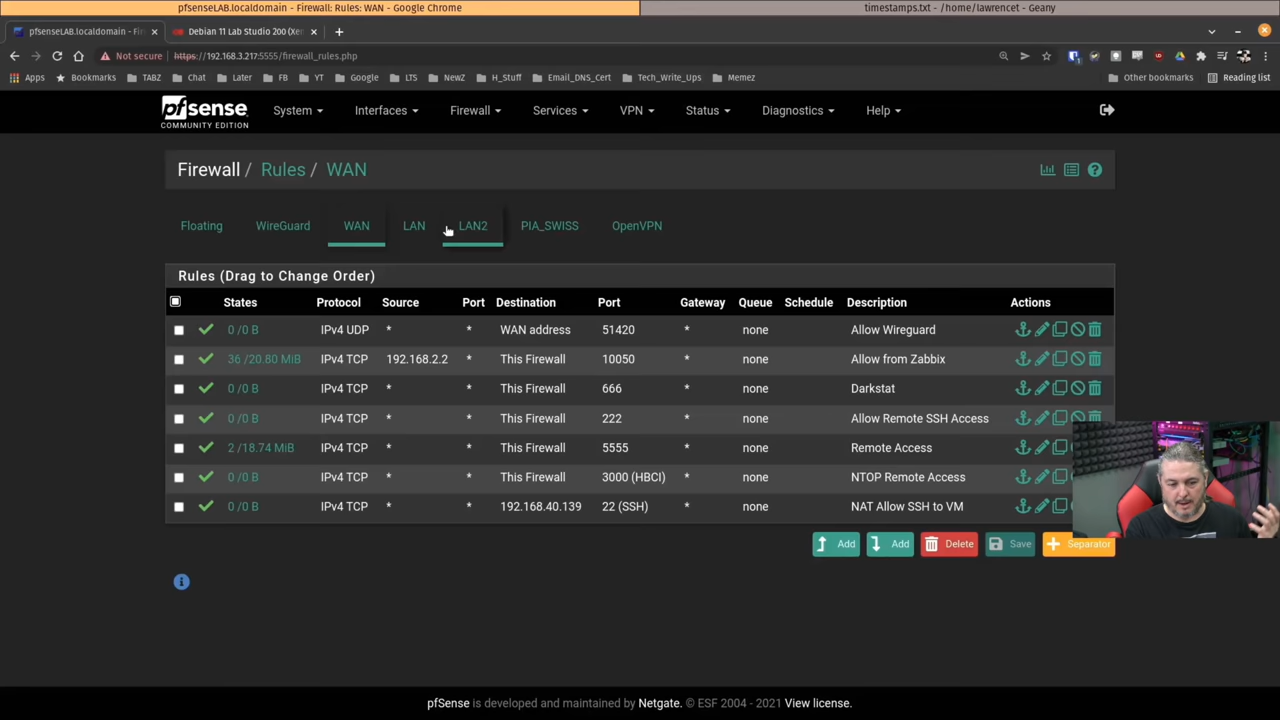 pfsenseLAB.localdomain - Firewall: Rules: WAN - Google Chrome
timestamps.txt - /home/lawrencet - Geany
pfsenseLAB.localdomain - Fi
Debian 11 Lab Studio 200 (Xen
Not secure
https://192.168.3.217:5555/firewall_rules.php
Apps
Bookmarks
TABZ
Chat
Later
FB
YT
Google
LTS
NewZ
H_Stuff
Email_DNS_Cert
Tech_Write_Ups
Memez
Other bookmarks
Reading list
pfsense
COMMUNITY EDITION
System
Interfaces
Firewall
Services
VPN
Status
Diagnostics
Help
Firewall / Rules / WAN
Floating WireGuard WAN LAN LAN2 PIA_SWISS OpenVPN
Rules (Drag to Change Order)
States Protocol Source Port Destination Port Gateway Queue Schedule Description Actions
0 /0 B IPv4 UDP * * WAN address 51420 * none Allow Wireguard
36 /20.80 MiB IPv4 TCP 192.168.2.2 * This Firewall 10050 * none Allow from Zabbix
0 /0 B IPv4 TCP * * This Firewall 666 * none Darkstat
0 /0 B IPv4 TCP * * This Firewall 222 * none Allow Remote SSH Access
2 /18.74 MiB IPv4 TCP * * This Firewall 5555 * none Remote Access
0 /0 B IPv4 TCP * * This Firewall 3000 (HBCI) * none NTOP Remote Access
0 /0 B IPv4 TCP * * 192.168.40.139 22 (SSH) * none NAT Allow SSH to VM
Add Add Delete Save Separator
pfSense is developed and maintained by Netgate. © ESF 2004 - 2021 View license.